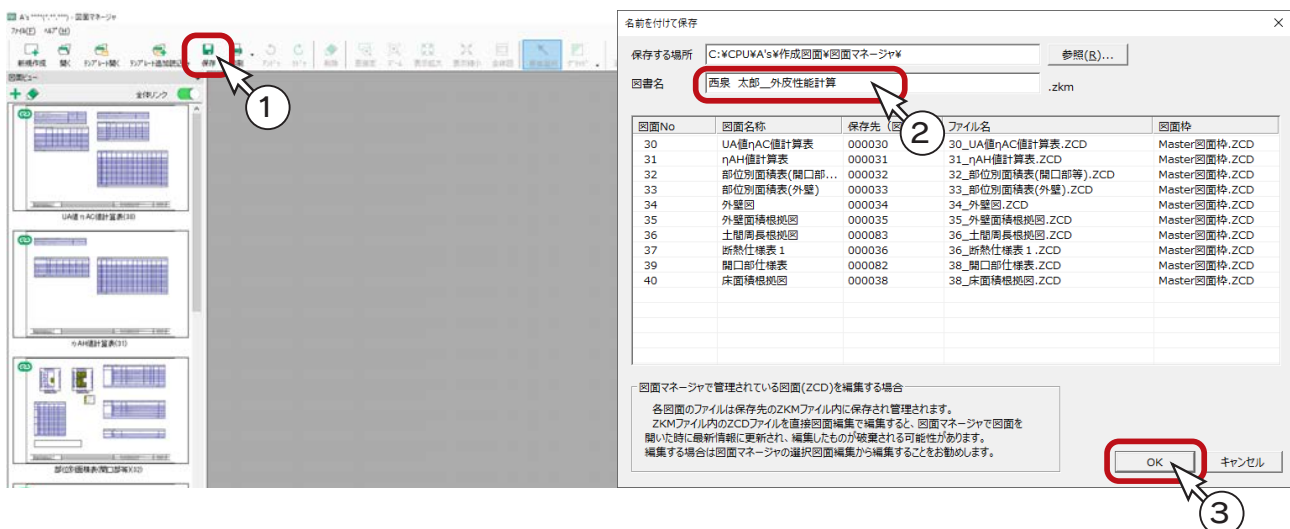 A's ****(*.**,***) - 図面マネージャ
ファイル(F) ヘルプ(H)
新規作成 開く テンプレート開く テンプレート追加読込 保存
図面ビュー
全体リンク
UA値ηAC値計算表(30)
ηAH値計算表(31)
部位別面積表(開口部等)(32)
1
名前を付けて保存
保存する場所 C:¥CPU¥A's¥作成図面¥図面マネージャ¥ 参照(R)...
図書名 西泉 太郎__外皮性能計算 .zkm
2
図面No 図面名称 保存先 ファイル名 図面枠
30 UA値ηAC値計算表 000030 30_UA値ηAC値計算表.ZCD Master図面枠.ZCD
31 ηAH値計算表 000031 31_ηAH値計算表.ZCD Master図面枠.ZCD
32 部位別面積表(開口部... 000032 32_部位別面積表(開口部等).ZCD Master図面枠.ZCD
33 部位別面積表(外壁) 000033 33_部位別面積表(外壁).ZCD Master図面枠.ZCD
34 外壁図 000034 34_外壁図.ZCD Master図面枠.ZCD
35 外壁面積根拠図 000035 35_外壁面積根拠図.ZCD Master図面枠.ZCD
36 土間周長根拠図 000083 36_土間周長根拠図.ZCD Master図面枠.ZCD
37 断熱仕様表1 000036 36_断熱仕様表1.ZCD Master図面枠.ZCD
39 開口部仕様表 000082 38_開口部仕様表.ZCD Master図面枠.ZCD
40 床面積根拠図 000038 38_床面積根拠図.ZCD Master図面枠.ZCD
図面マネージャで管理されている図面(ZCD)を編集する場合
各図面のファイルは保存先のZKMファイル内に保存され管理されます。
ZKMファイル内のZCDファイルを直接図面編集で編集すると、図面マネージャで図面を
開いた時に最新情報に更新され、編集したものが破棄される可能性があります。
編集する場合は図面マネージャの選択図面編集から編集することをお勧めします。
OK キャンセル
3